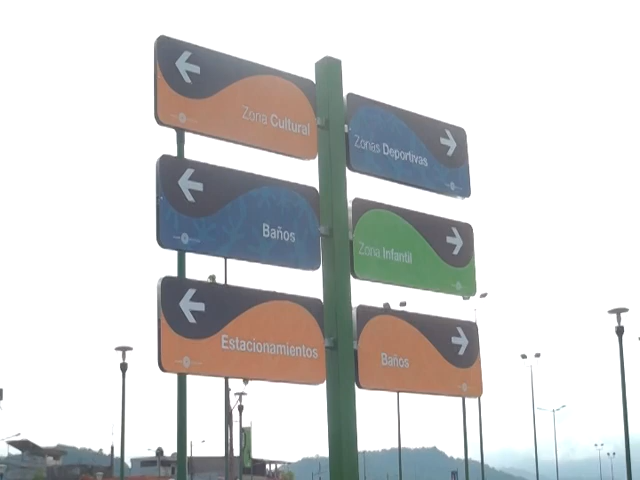 Zona Cultural
Baños
Estacionamientos
Zonas Deportivas
Zona Infantil
Baños